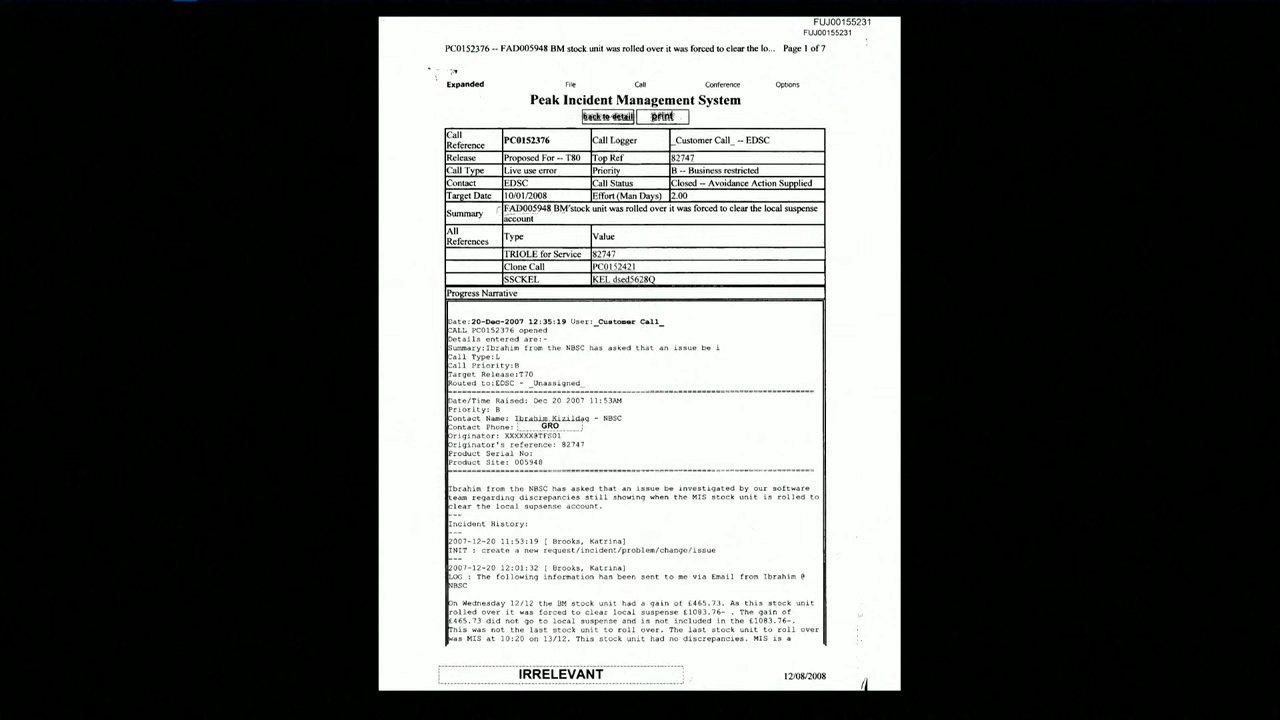 FUJ00155231
FUJ00155231
PC0152376 -- FAD005948 BM stock unit was rolled over it was forced to clear the lo... Page 1 of 7
Expanded File Call Conference Options
Peak Incident Management System
back to detail print
Call Reference PC0152376 Call Logger _Customer Call_ -- EDSC
Release Proposed For -- T80 Top Ref 82747
Call Type Live use error Priority B -- Business restricted
Contact EDSC Call Status Closed -- Avoidance Action Supplied
Target Date 10/01/2008 Effort (Man Days) 2.00
Summary FAD005948 BM stock unit was rolled over it was forced to clear the local suspense
account
All References Type Value
TRIOLE for Service 82747
Clone Call PC0152421
SSCKEL KEL dsed5628Q
Progress Narrative
Date:20-Dec-2007 12:35:19 User:_Customer Call_
CALL PC0152376 opened
Details entered are:-
Summary:Ibrahim from the NBSC has asked that an issue be i
Call Type:L
Call Priority:B
Target Release:T70
Routed to:EDSC - _Unassigned_
Date/Time Raised: Dec 20 2007 11:53AM
Priority: B
Contact Name: Ibrahim Kizildag - NBSC
Contact Phone: GRO
Originator: XXXXXX@TFS01
Originator's reference: 82747
Product Serial No:
Product Site: 005948
Ibrahim from the NBSC has asked that an issue be investigated by our software
team regarding discrepancies still showing when the MIS stock unit is rolled to
clear the local supsense account.
---
Incident History:
---
2007-12-20 11:53:19 [ Brooks, Katrina]
INIT : create a new request/incident/problem/change/issue
---
2007-12-20 12:01:32 [ Brooks, Katrina]
LOG : The following information has been sent to me via Email from Ibrahim @
NBSC
On Wednesday 12/12 the BM stock unit had a gain of £465.73. As this stock unit
rolled over it was forced to clear local suspense £1083.76- . The gain of
£465.73 did not go to local suspense and is not included in the £1083.76-.
This was not the last stock unit to roll over. The last stock unit to roll over
was MIS at 10:20 on 13/12. This stock unit had no discrepancies. MIS is a
IRRELEVANT
12/08/2008